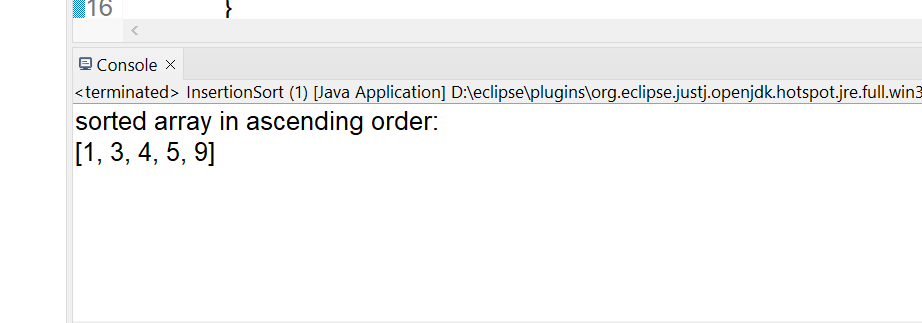 16 }
Console
<terminated> InsertionSort (1) [Java Application] D:\eclipse\plugins\org.eclipse.justj.openjdk.hotspot.jre.full.win3
sorted array in ascending order:
[1, 3, 4, 5, 9]